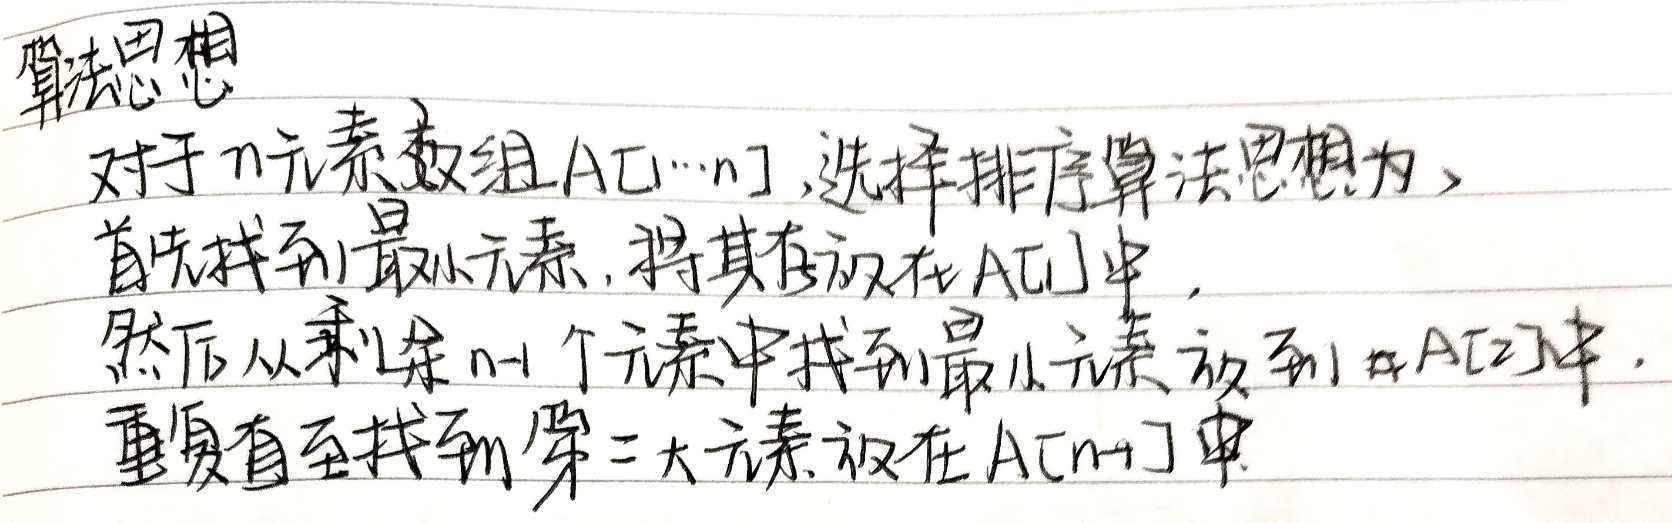 算法思想
对于n元素数组A[1…n],选择排序算法思想为,
首先找到最小元素,将其存放在A[1]中,
然后从剩余n-1个元素中找到最小元素放到 A[2]中.
重复直至找到第二大元素放在A[n-1]中